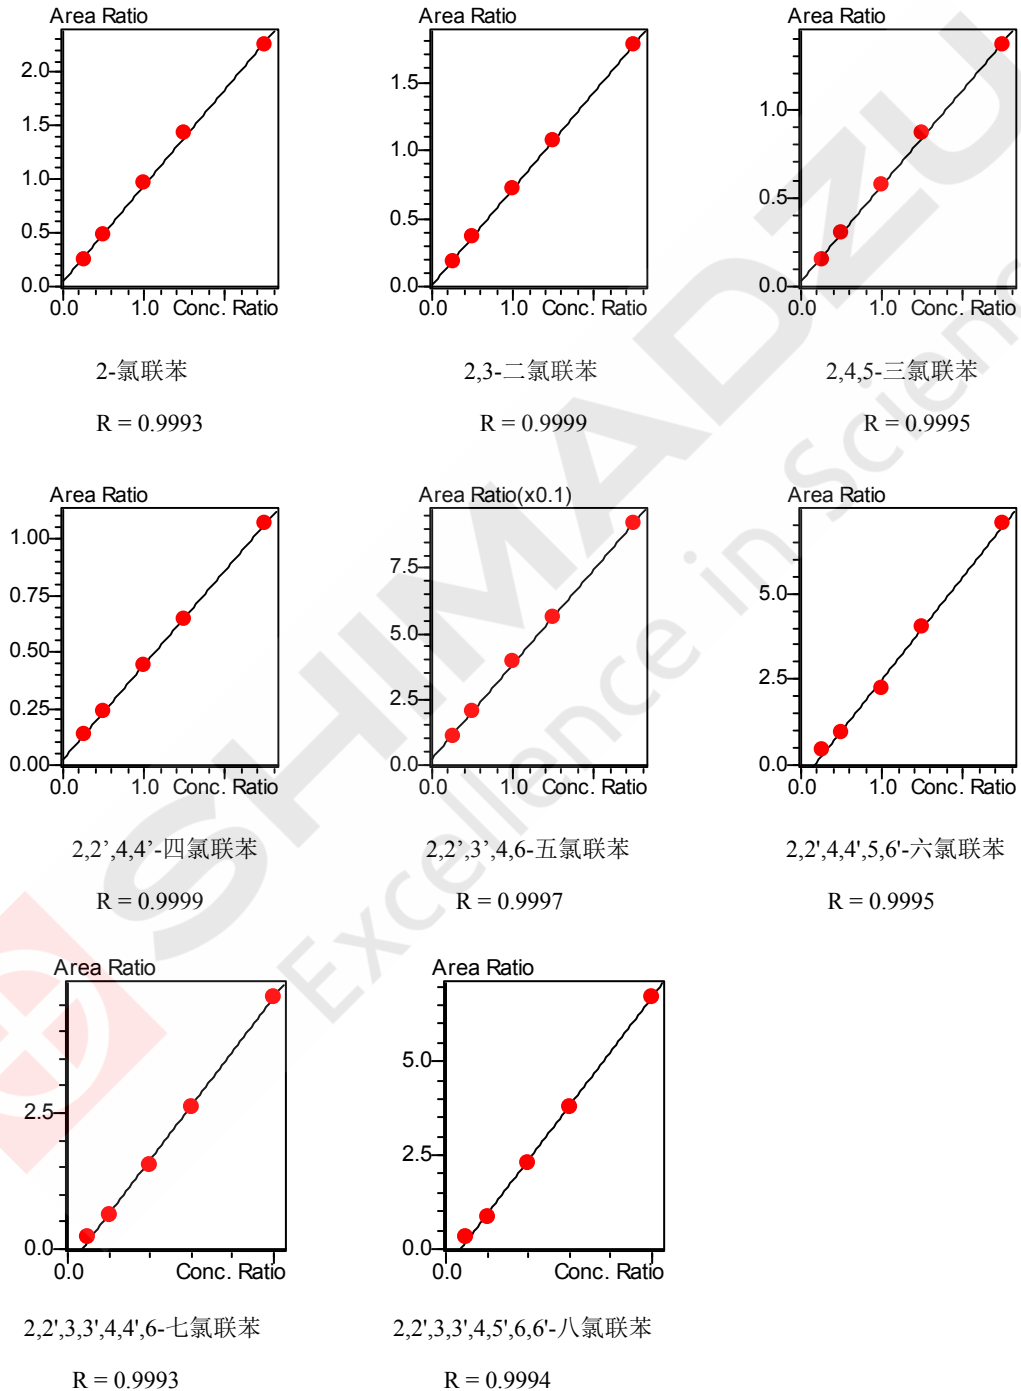 Area Ratio Area Ratio Area Ratio
2.0
1.5
1.0
0.5
0.0
0.0 1.0 Conc. Ratio
1.5
1.0
0.5
0.0
0.0 1.0 Conc. Ratio
1.0
0.5
0.0
0.0 1.0 Conc. Ratio
2-氯联苯 2,3-二氯联苯 2,4,5-三氯联苯
R = 0.9993 R = 0.9999 R = 0.9995
Area Ratio Area Ratio(x0.1) Area Ratio
1.00
0.75
0.50
0.25
0.00
0.0 1.0 Conc. Ratio
7.5
5.0
2.5
0.0
0.0 1.0 Conc. Ratio
5.0
2.5
0.0
0.0 1.0 Conc. Ratio
2,2’,4,4’-四氯联苯 2,2’,3’,4,6-五氯联苯 2,2',4,4',5,6'-六氯联苯
R = 0.9999 R = 0.9997 R = 0.9995
Area Ratio Area Ratio
2.5
0.0
0.0 Conc. Ratio
5.0
2.5
0.0
0.0 Conc. Ratio
2,2',3,3',4,4',6-七氯联苯 2,2',3,3',4,5',6,6'-八氯联苯
R = 0.9993 R = 0.9994
SHIMADZU
Excellence in Scien